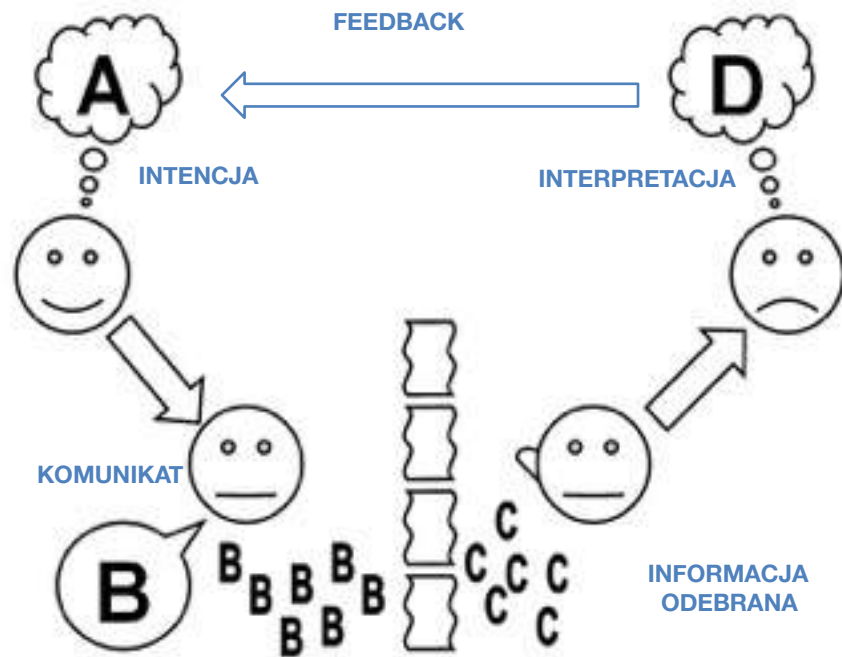 FEEDBACK
A
D
INTENCJA
INTERPRETACJA
KOMUNIKAT
B
B B B B B B B
C C C C C C
INFORMACJA
ODEBRANA